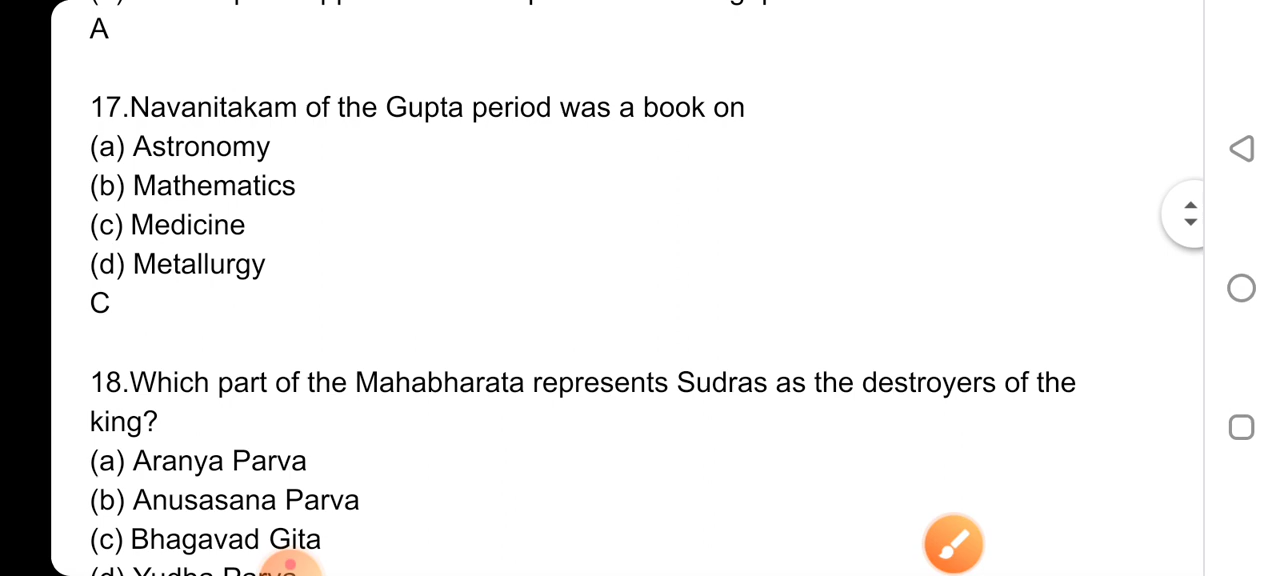 A
17.Navanitakam of the Gupta period was a book on
(a) Astronomy
(b) Mathematics
(c) Medicine
(d) Metallurgy
C
18.Which part of the Mahabharata represents Sudras as the destroyers of the
king?
(a) Aranya Parva
(b) Anusasana Parva
(c) Bhagavad Gita